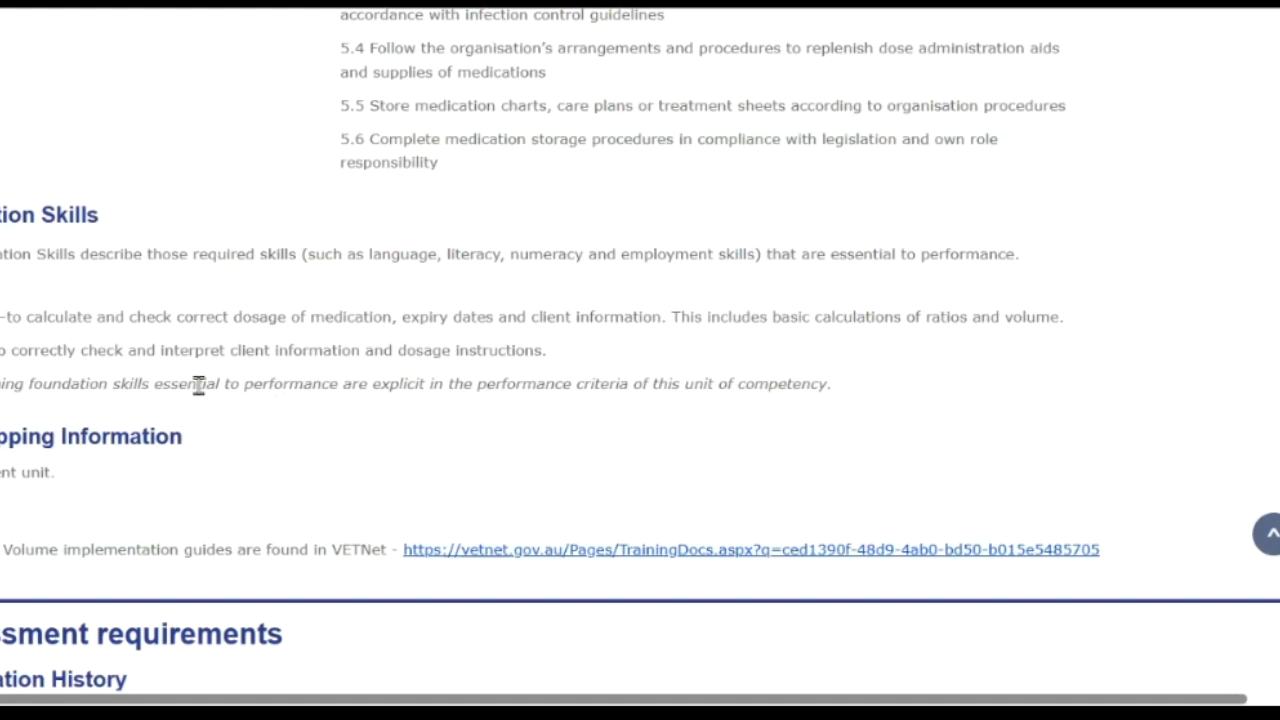 accordance with infection control guidelines
5.4 Follow the organisation’s arrangements and procedures to replenish dose administration aids
and supplies of medications
5.5 Store medication charts, care plans or treatment sheets according to organisation procedures
5.6 Complete medication storage procedures in compliance with legislation and own role
responsibility
tion Skills
ation Skills describe those required skills (such as language, literacy, numeracy and employment skills) that are essential to performance.
–to calculate and check correct dosage of medication, expiry dates and client information. This includes basic calculations of ratios and volume.
o correctly check and interpret client information and dosage instructions.
ning foundation skills essential to performance are explicit in the performance criteria of this unit of competency.
pping Information
ent unit.
Volume implementation guides are found in VETNet - https://vetnet.gov.au/Pages/TrainingDocs.aspx?q=ced1390f-48d9-4ab0-bd50-b015e5485705
ssment requirements
ation History